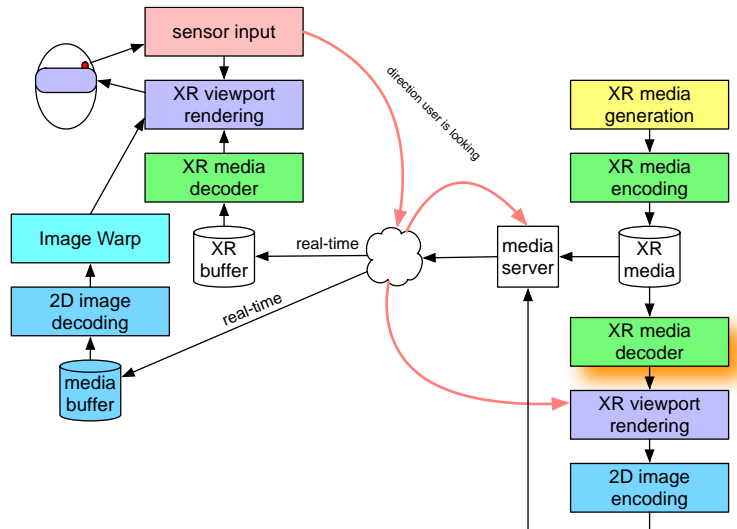 sensor input
XR viewport
rendering
XR media
decoder
Image Warp
XR
buffer
2D image
decoding
media
buffer
real-time
real-time
direction user is looking
media
server
XR media
generation
XR media
encoding
XR
media
XR media
decoder
XR viewport
rendering
2D image
encoding